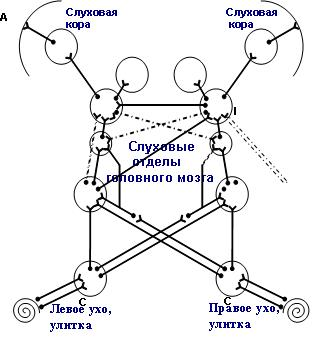 А
Слуховая
кора
Слуховая
кора
I
Слуховые
отделы
головного мозга
С
С
Левое ухо,
улитка
Правое ухо,
улитка